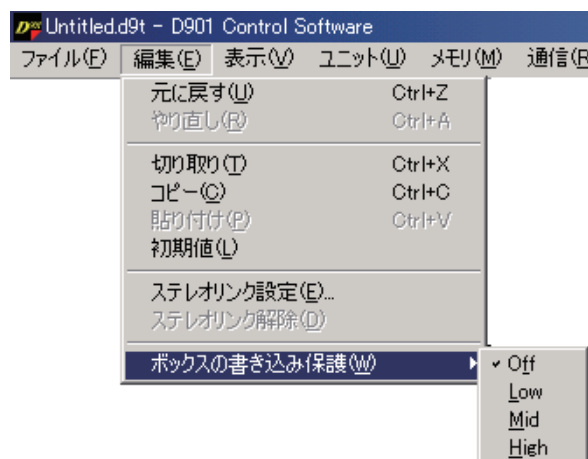 Untitled.d9t - D901 Control Software
ファイル(F) 編集(E) 表示(V) ユニット(U) メモリ(M) 通信(
元に戻す(U) Ctrl+Z
やり直し(R) Ctrl+A
切り取り(T) Ctrl+X
コピー(C) Ctrl+C
貼り付け(P) Ctrl+V
初期値(L)
ステレオリンク設定(E)...
ステレオリンク解除(D)
ボックスの書き込み保護(W)
Off
Low
Mid
High